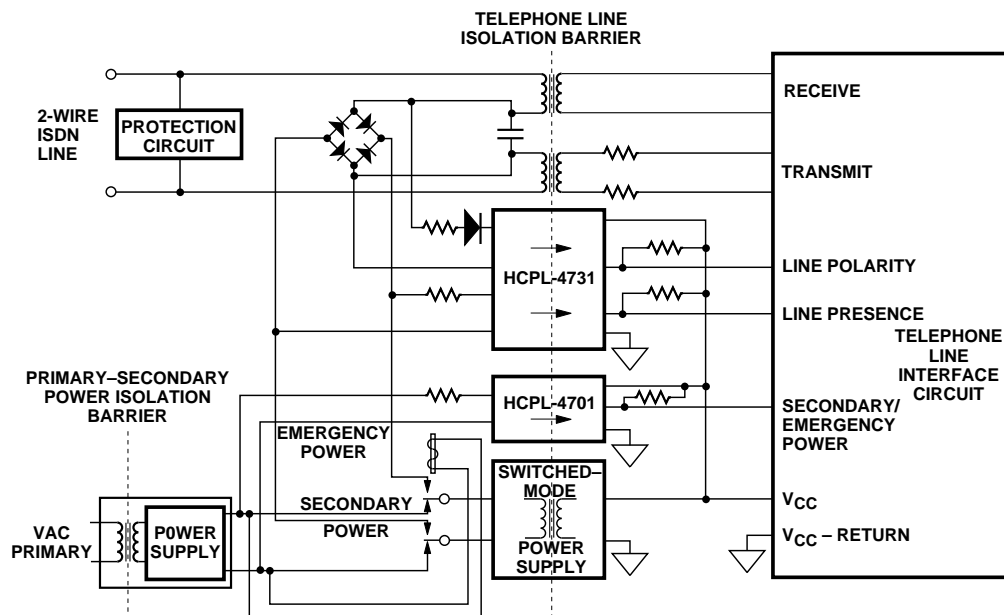 TELEPHONE LINE
ISOLATION BARRIER
2-WIRE
ISDN
LINE
PROTECTION
CIRCUIT
RECEIVE
TRANSMIT
HCPL-4731
LINE POLARITY
LINE PRESENCE
TELEPHONE
LINE
INTERFACE
CIRCUIT
PRIMARY–SECONDARY
POWER ISOLATION
BARRIER
HCPL-4701
SECONDARY/
EMERGENCY
POWER
EMERGENCY
POWER
SECONDARY
POWER
SWITCHED–
MODE
POWER
SUPPLY
VAC
PRIMARY
P0WER
SUPPLY
VCC
VCC – RETURN